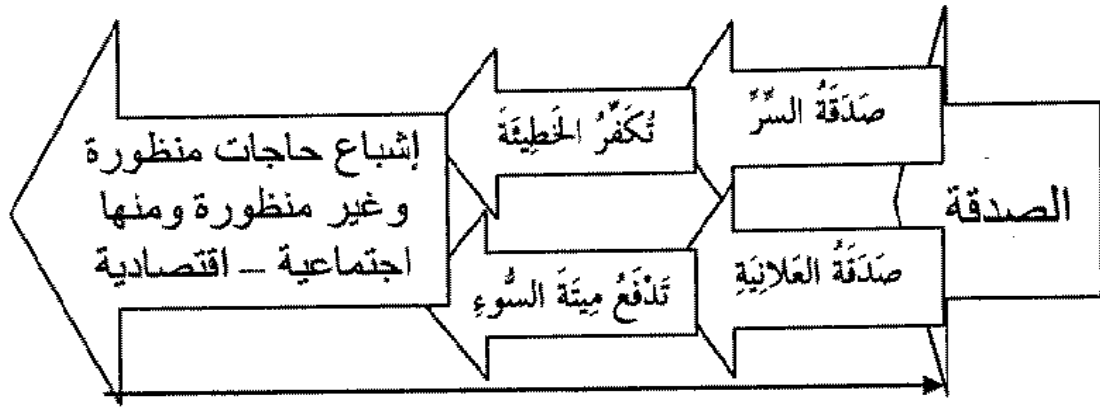 الصدقة
صَدَقَةُ السِّرِّ
تُكَفِّرُ الخَطِيئَةَ
صَدَقَةُ العَلانِيَةِ
تَدْفَعُ مِيتَةَ السُّوءِ
إشباع حاجات منظورة
وغير منظورة ومنها
اجتماعية – اقتصادية